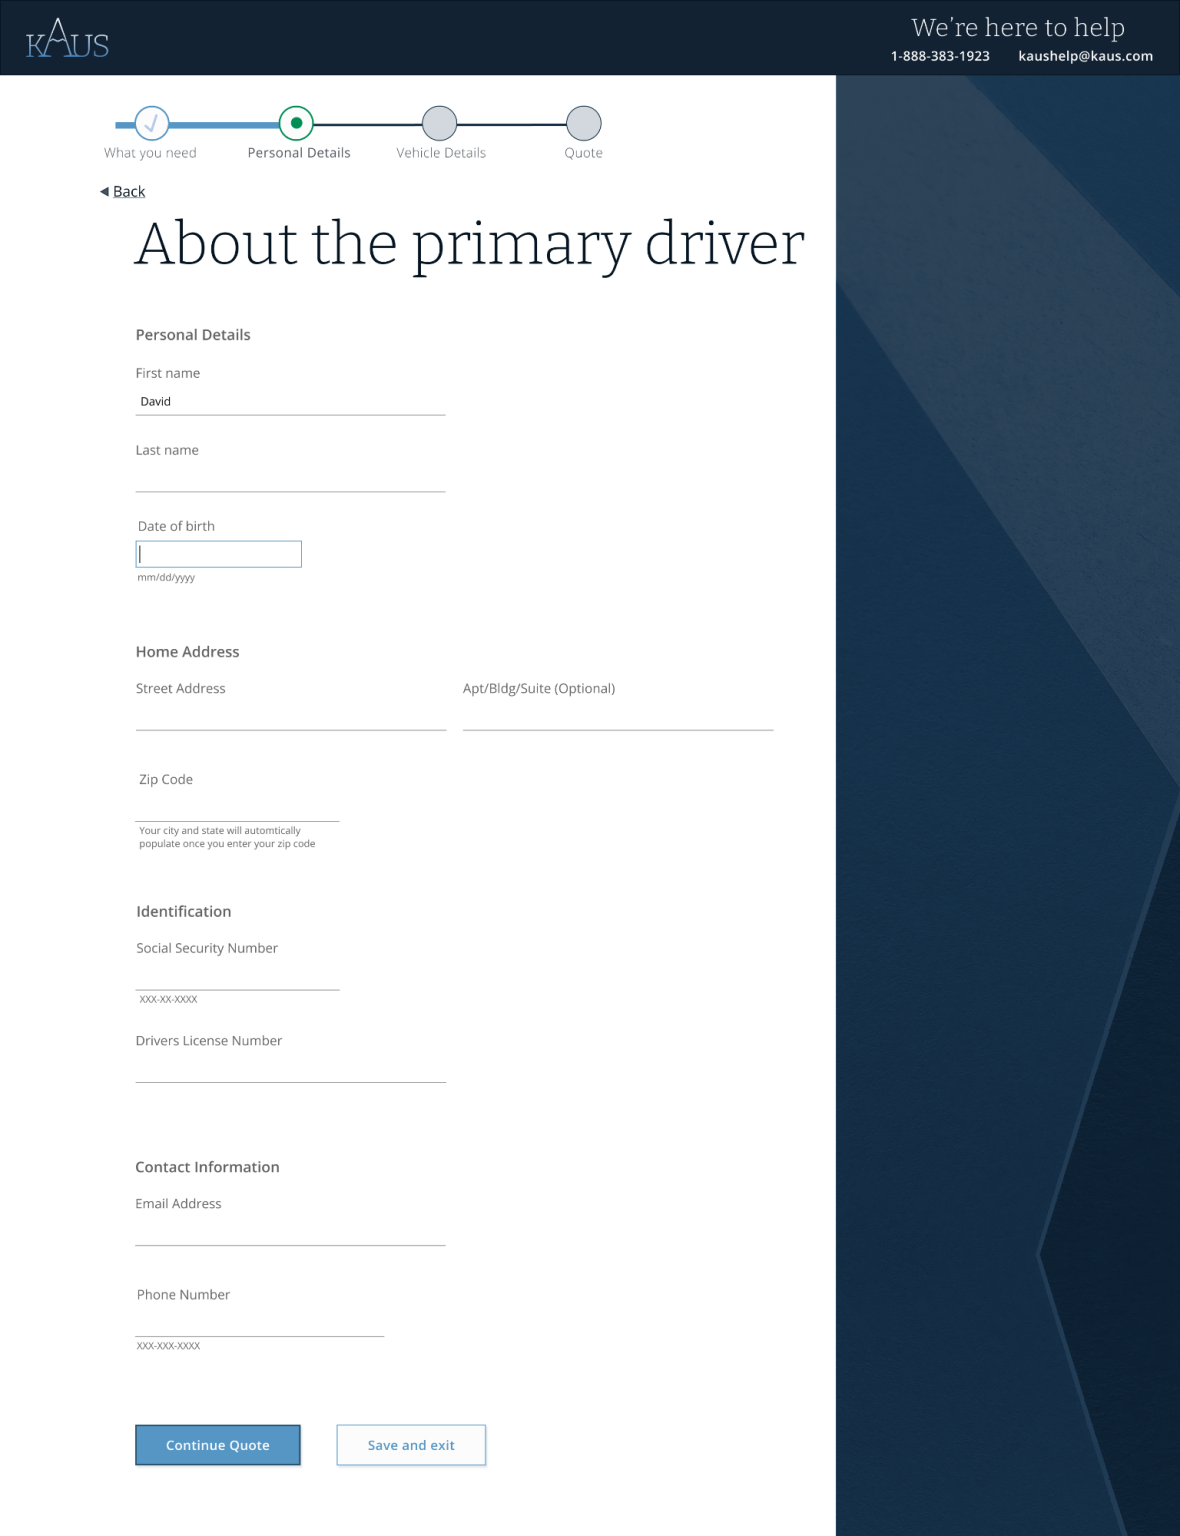 KAUS
We're here to help
1-888-383-1923 kaushelp@kaus.com
What you need Personal Details Vehicle Details Quote
Back
About the primary driver
Personal Details
First name
David
Last name
Date of birth
mm/dd/yyyy
Home Address
Street Address Apt/Bldg/Suite (Optional)
Zip Code
Your city and state will automtically
populate once you enter your zip code
Identification
Social Security Number
XXX-XX-XXXX
Drivers License Number
Contact Information
Email Address
Phone Number
XXX-XXX-XXXX
Continue Quote Save and exit